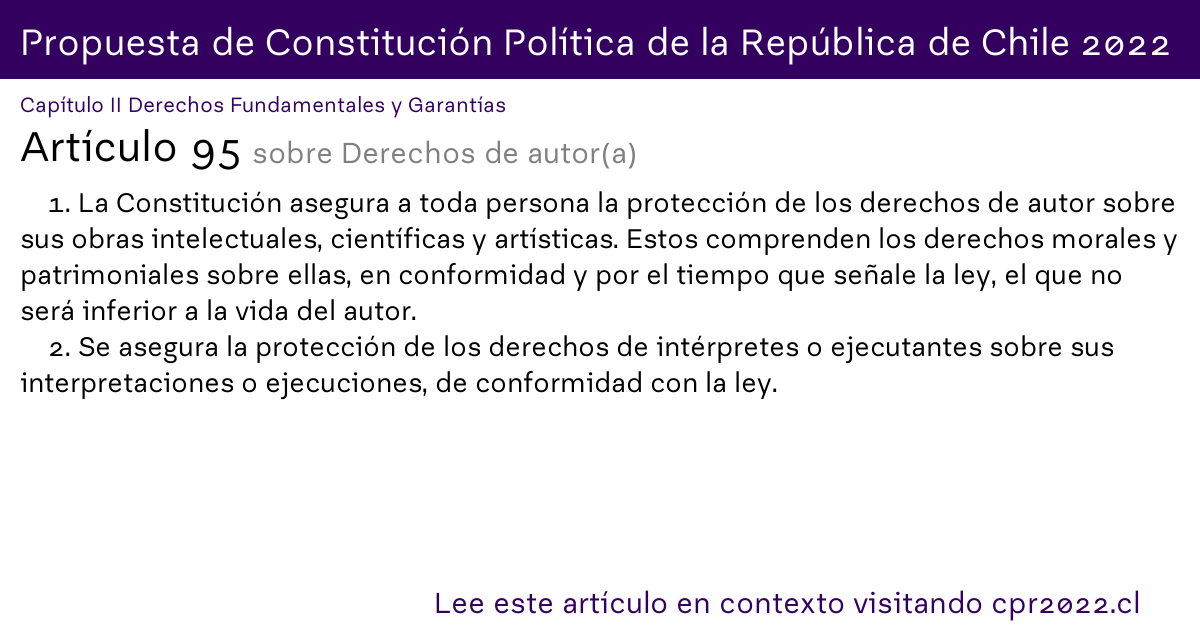 Propuesta de Constitución Política de la República de Chile 2022
Capítulo II Derechos Fundamentales y Garantías
Artículo 95 sobre Derechos de autor(a)
1. La Constitución asegura a toda persona la protección de los derechos de autor sobre
sus obras intelectuales, científicas y artísticas. Estos comprenden los derechos morales y
patrimoniales sobre ellas, en conformidad y por el tiempo que señale la ley, el que no
será inferior a la vida del autor.
2. Se asegura la protección de los derechos de intérpretes o ejecutantes sobre sus
interpretaciones o ejecuciones, de conformidad con la ley.
Lee este artículo en contexto visitando cpr2022.cl